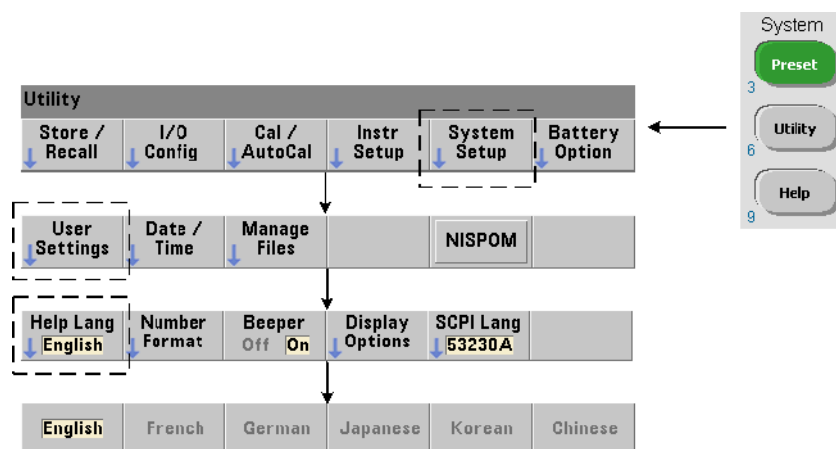 System
Preset
3
Utility
6
Help
9
Utility
Store / Recall
I/O Config
Cal / AutoCal
Instr Setup
System Setup
Battery Option
User Settings
Date / Time
Manage Files
NISPOM
Help Lang
English
Number Format
Beeper
Off On
Display Options
SCPI Lang
53230A
English
French
German
Japanese
Korean
Chinese